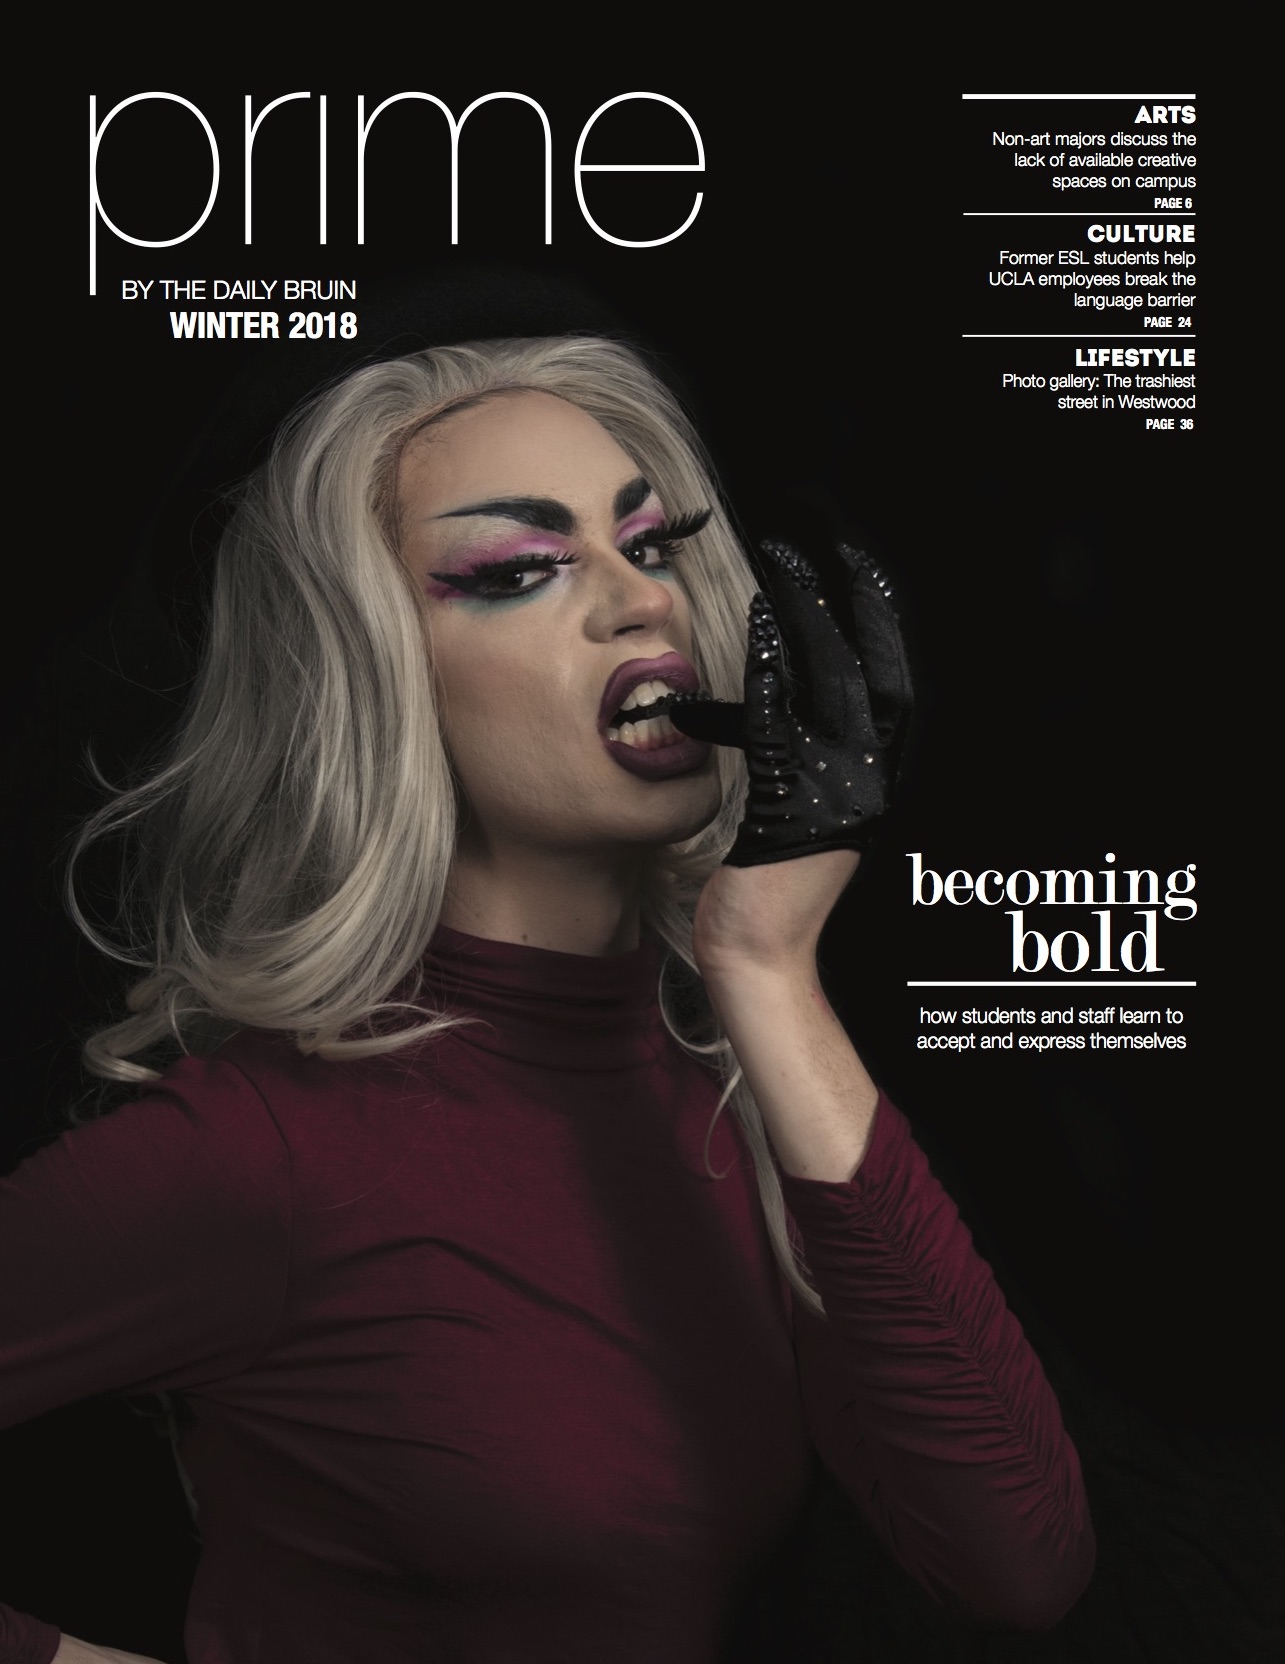 prime
BY THE DAILY BRUIN
WINTER 2018
ARTS
Non-art majors discuss the
lack of available creative
spaces on campus
PAGE 6
CULTURE
Former ESL students help
UCLA employees break the
language barrier
PAGE 24
LIFESTYLE
Photo gallery: The trashiest
street in Westwood
PAGE 36
becoming
bold
how students and staff learn to
accept and express themselves